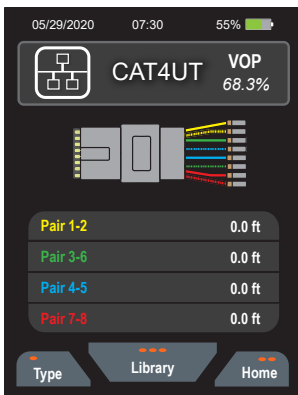 05/29/2020 07:30 55%
CAT4UT VOP
68.3%
Pair 1-2 0.0 ft
Pair 3-6 0.0 ft
Pair 4-5 0.0 ft
Pair 7-8 0.0 ft
Type Library Home